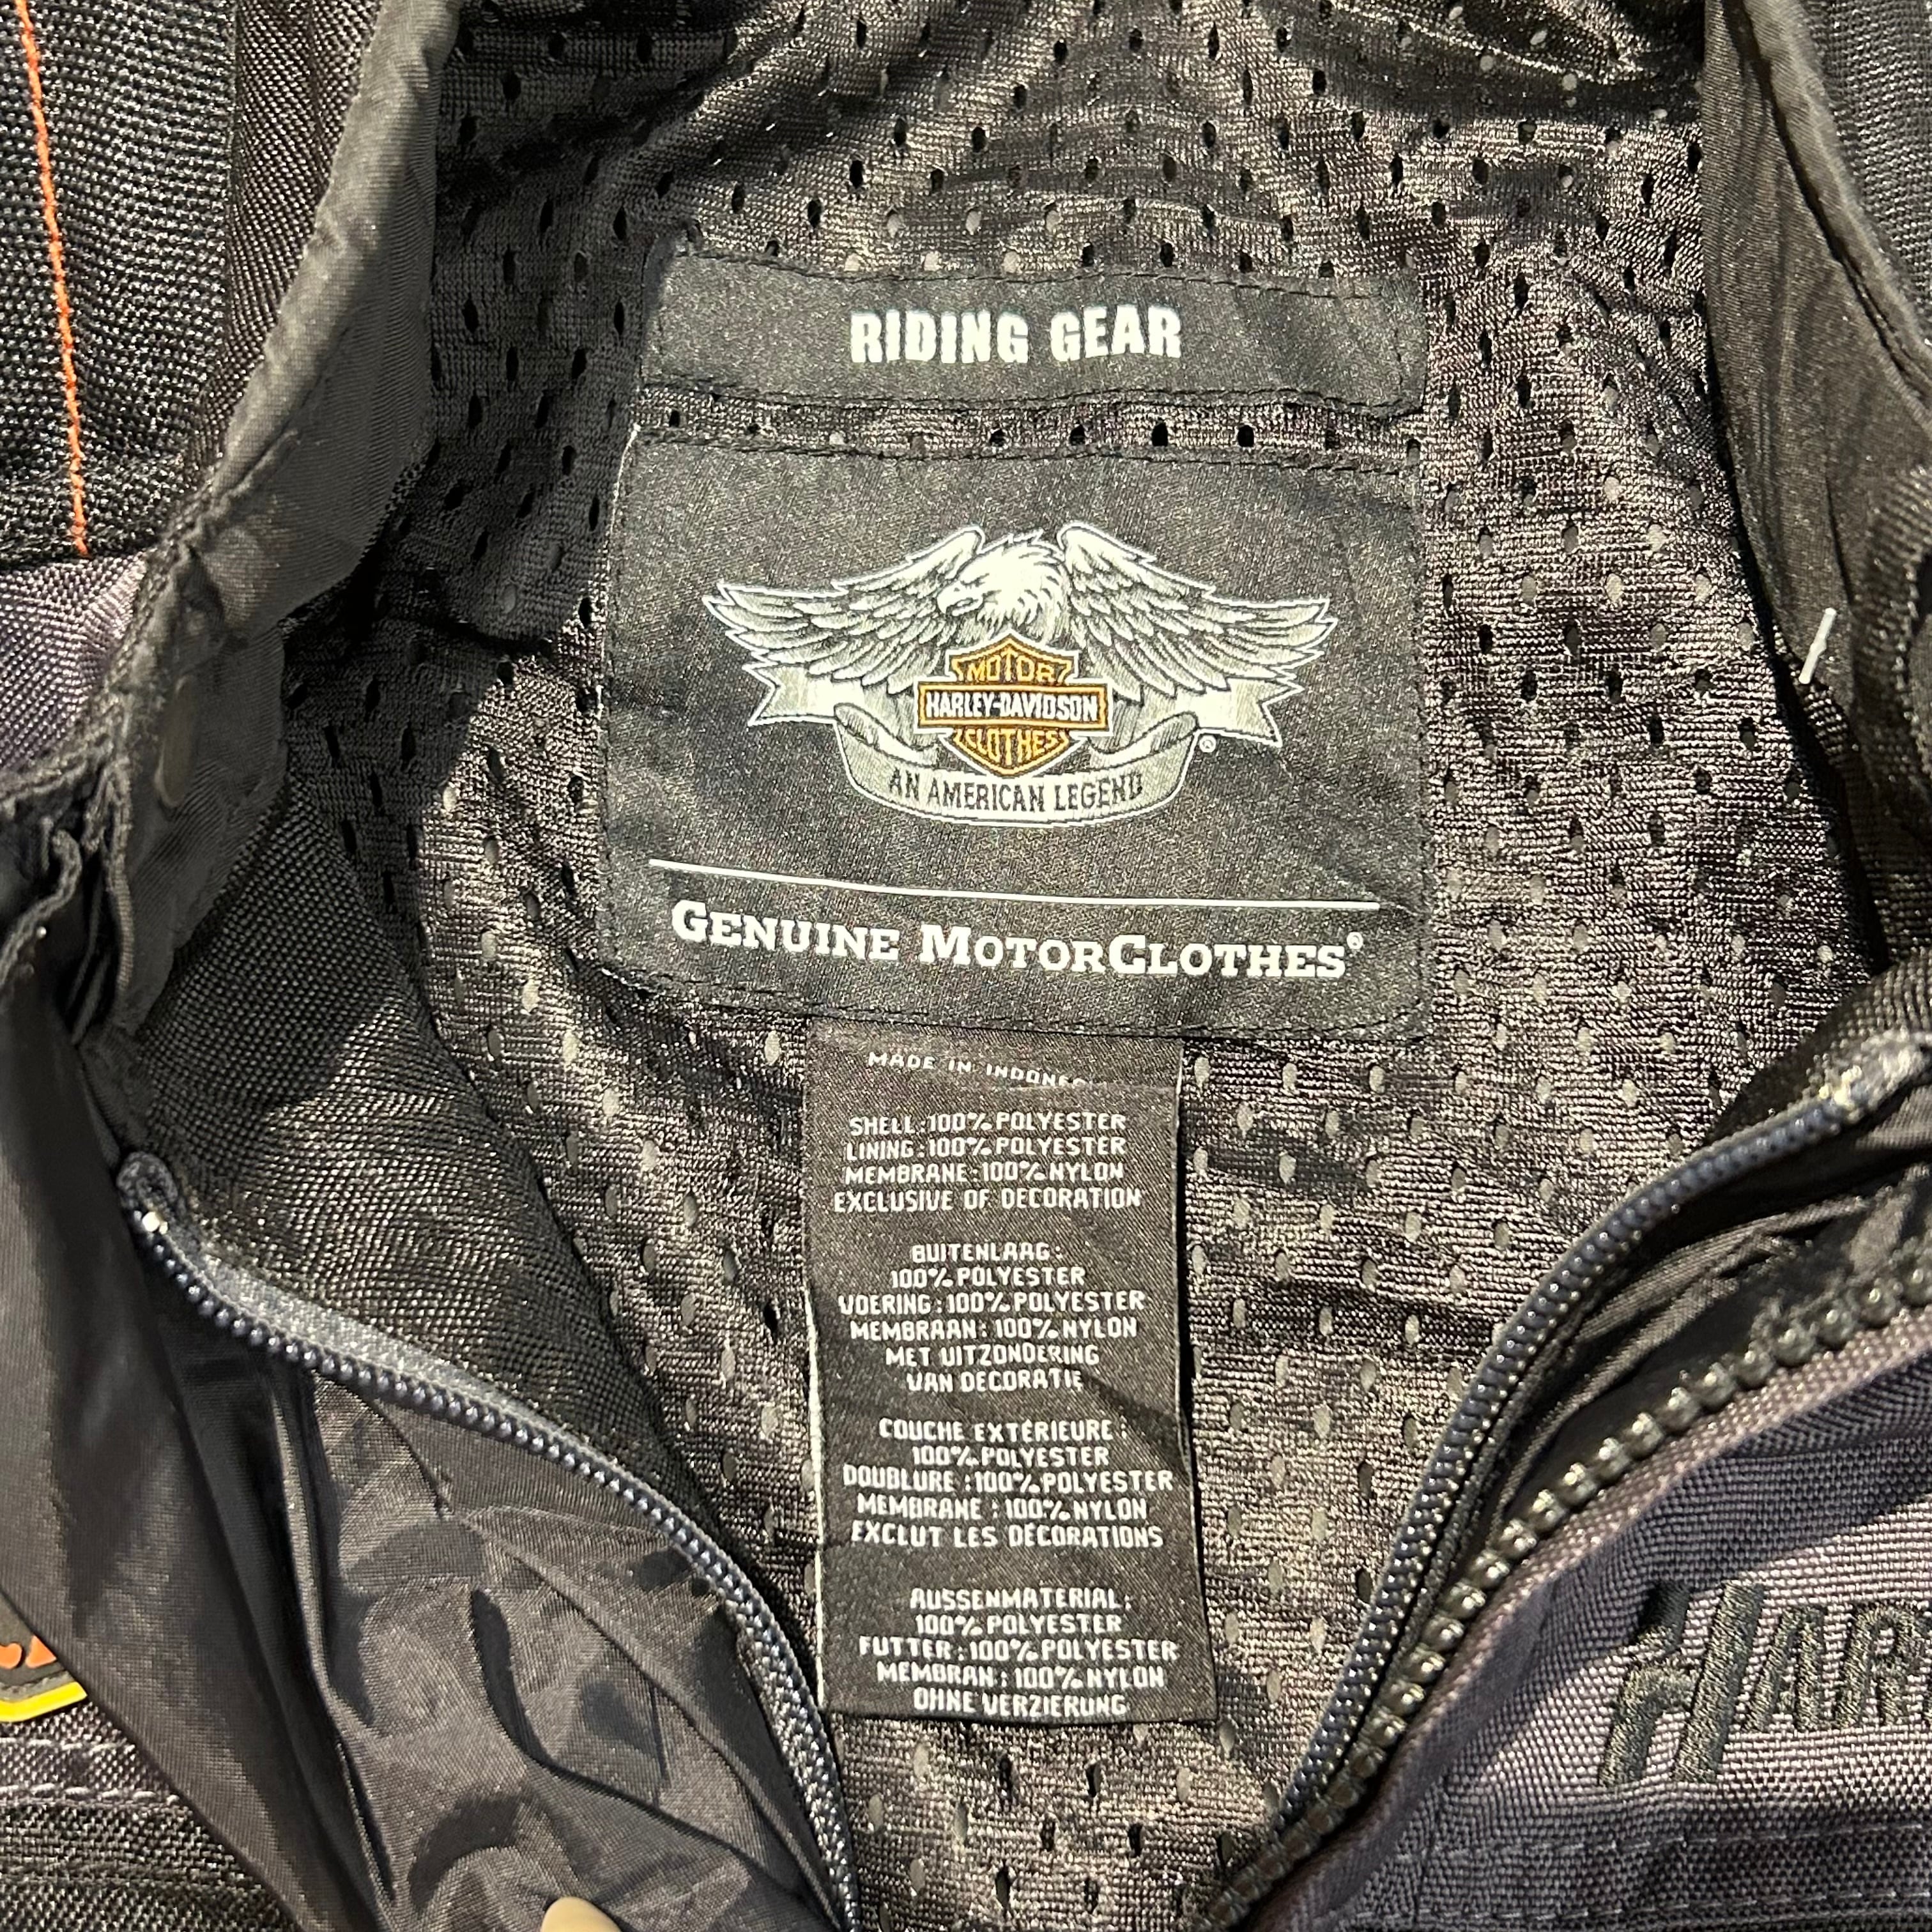 RIDING GEAR
MOTOR
HARLEY-DAVIDSON
CLOTHES
AN AMERICAN LEGEND
®
GENUINE MOTORCLOTHES®
MADE IN
SHELL:100% POLYESTER
LINING:100% POLYESTER
MEMBRANE:100% NYLON
EXCLUSIVE OF DECORATION
BUITENLAAG:
100% POLYESTER
VOERING:100% POLYESTER
MEMBRAAN:100% NYLON
MET UITZONDERING
VAN DECORATIE
COUCHE EXTÉRIEURE:
100% POLYESTER
DOUBLURE:100% POLYESTER
MEMBRANE:100% NYLON
EXCLUT LES DÉCORATIONS
AUSSENMATERIAL:
100% POLYESTER
FUTTER:100% POLYESTER
MEMBRAN:100% NYLON
OHNE VERZIERUNG
HAR